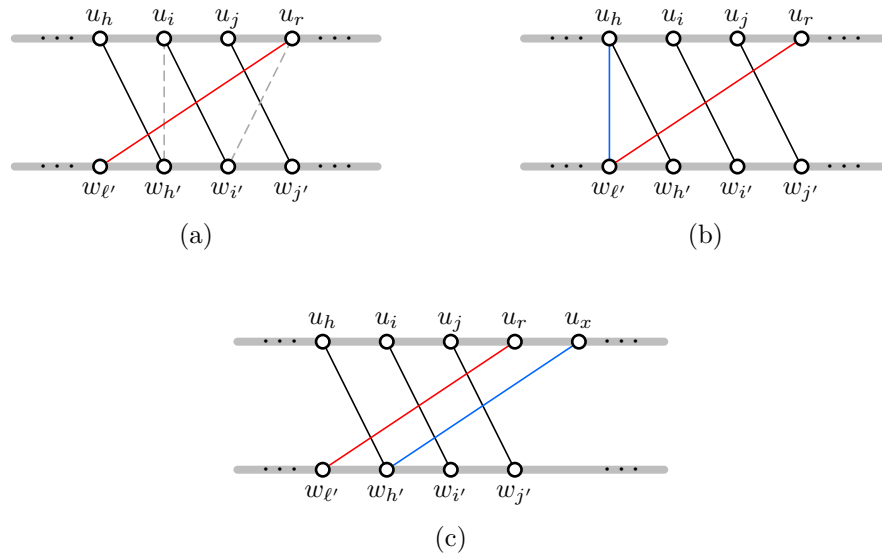 u_h u_i u_j u_r u_h u_i u_j u_r
··· ··· ··· ···
··· ··· ··· ···
w_ℓ' w_h' w_i' w_j' w_ℓ' w_h' w_i' w_j'
(a) (b)
u_h u_i u_j u_r u_x
··· ···
··· ···
w_ℓ' w_h' w_i' w_j'
(c)